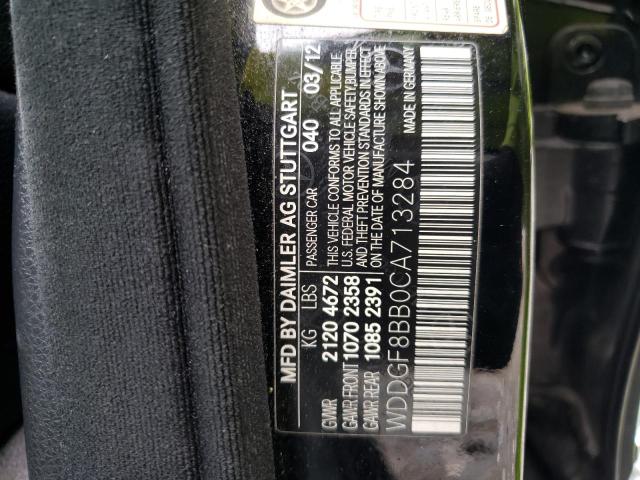 MFD BY DAIMLER AG STUTTGART
KG LBS PASSENGER CAR 040 03/12
GVWR 2120 4672 THIS VEHICLE CONFORMS TO ALL APPLICABLE
U.S. FEDERAL MOTOR VEHICLE SAFETY,BUMPER,
GAWR FRONT 1070 2358 AND THEFT PREVENTION STANDARDS IN EFFECT
GAWR REAR 1085 2391 ON THE DATE OF MANUFACTURE SHOWN ABOVE
WDDGF8BB0CA713284 MADE IN GERMANY